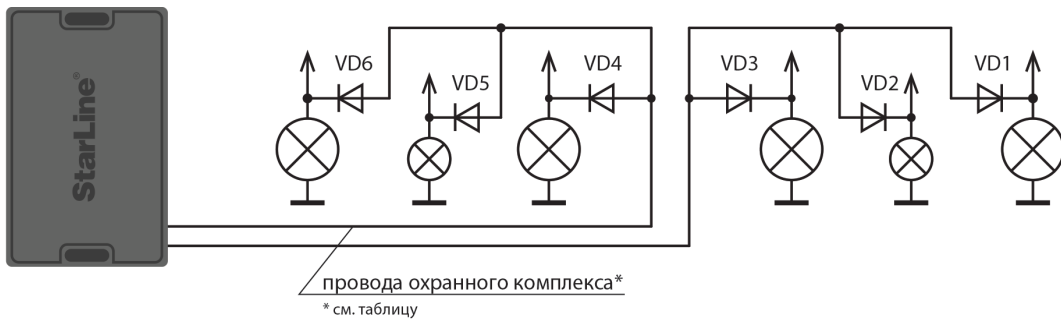 StarLine®
VD6
VD5
VD4
VD3
VD2
VD1
провода охранного комплекса*
* см. таблицу